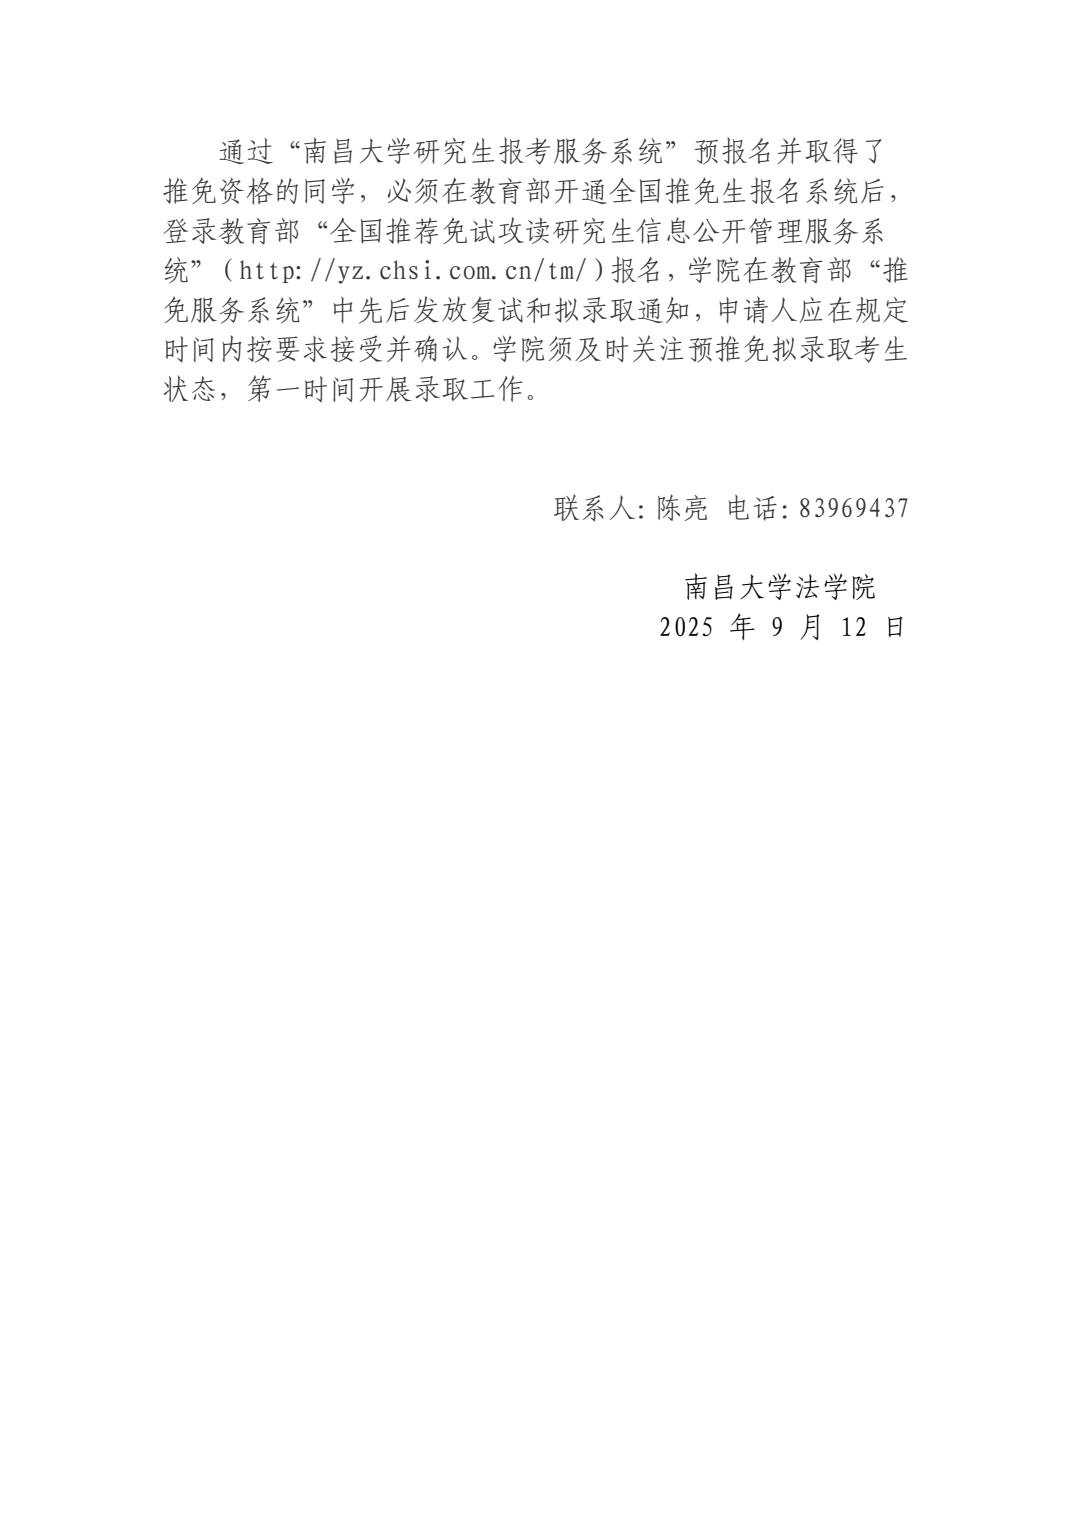 通过“南昌大学研究生报考服务系统”预报名并取得了
推免资格的同学，必须在教育部开通全国推免生报名系统后，
登录教育部“全国推荐免试攻读研究生信息公开管理服务系
统”（http://yz.chsi.com.cn/tm/）报名，学院在教育部“推
免服务系统”中先后发放复试和拟录取通知，申请人应在规定
时间内按要求接受并确认。学院须及时关注预推免拟录取考生
状态，第一时间开展录取工作。
联系人：陈亮 电话：83969437
南昌大学法学院
2025 年 9 月 12 日